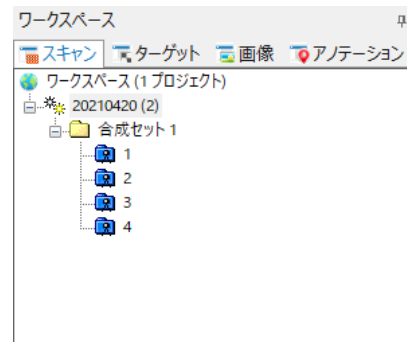 ワークスペース
スキャン ターゲット 画像 アノテーション
ワークスペース (1 プロジェクト)
20210420 (2)
合成セット 1
1
2
3
4